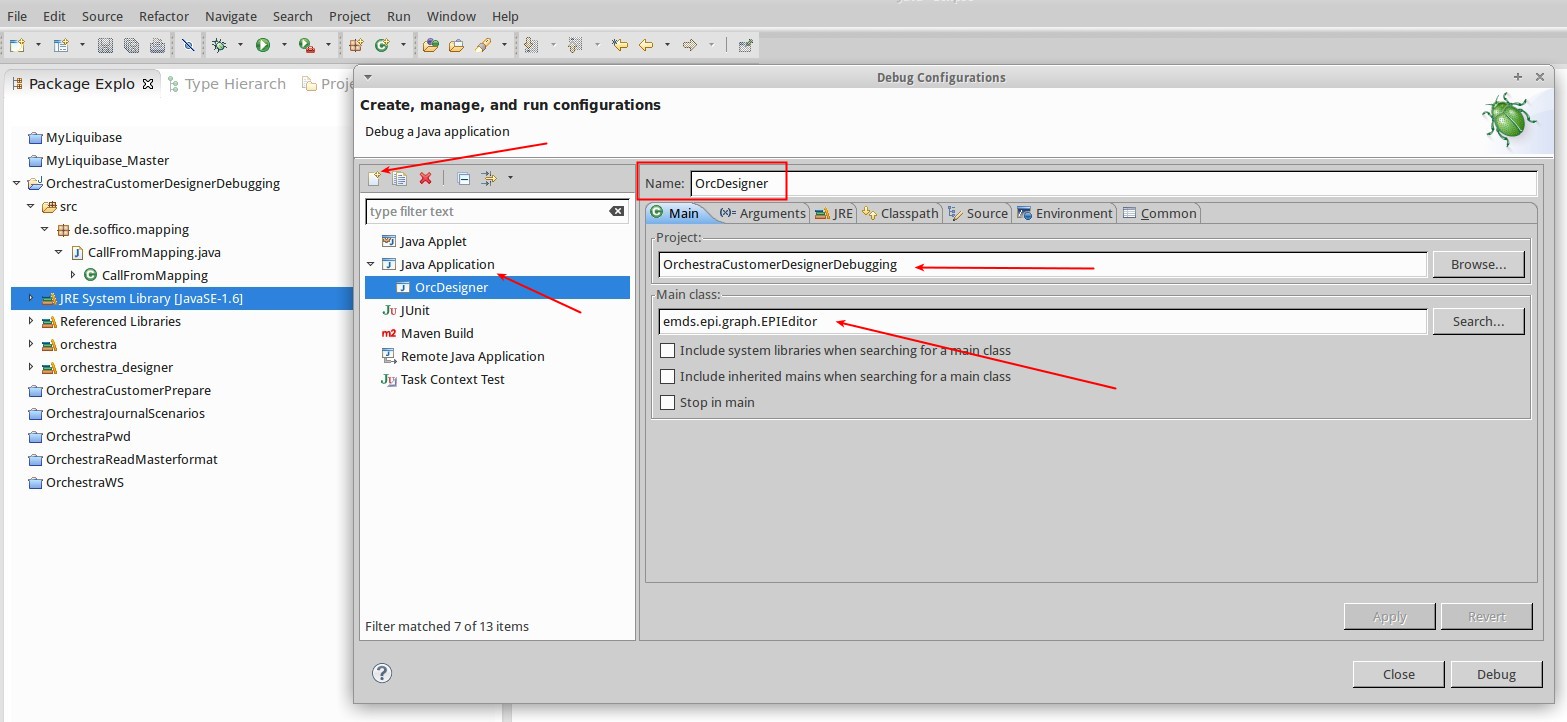 File Edit Source Refactor Navigate Search Project Run Window Help
Package Explo Type Hierarch Proje
MyLiquibase
MyLiquibase_Master
OrchestraCustomerDesignerDebugging
src
de.soffico.mapping
CallFromMapping.java
CallFromMapping
JRE System Library [JavaSE-1.6]
Referenced Libraries
orchestra
orchestra_designer
OrchestraCustomerPrepare
OrchestraJournalScenarios
OrchestraPwd
OrchestraReadMasterformat
OrchestraWS
Debug Configurations
Create, manage, and run configurations
Debug a Java application
type filter text
Java Applet
Java Application
OrcDesigner
JUnit
Maven Build
Remote Java Application
Task Context Test
Filter matched 7 of 13 items
Name: OrcDesigner
Main Arguments JRE Classpath Source Environment Common
Project:
OrchestraCustomerDesignerDebugging Browse...
Main class:
emds.epi.graph.EPIEditor Search...
Include system libraries when searching for a main class
Include inherited mains when searching for a main class
Stop in main
Apply Revert
Close Debug